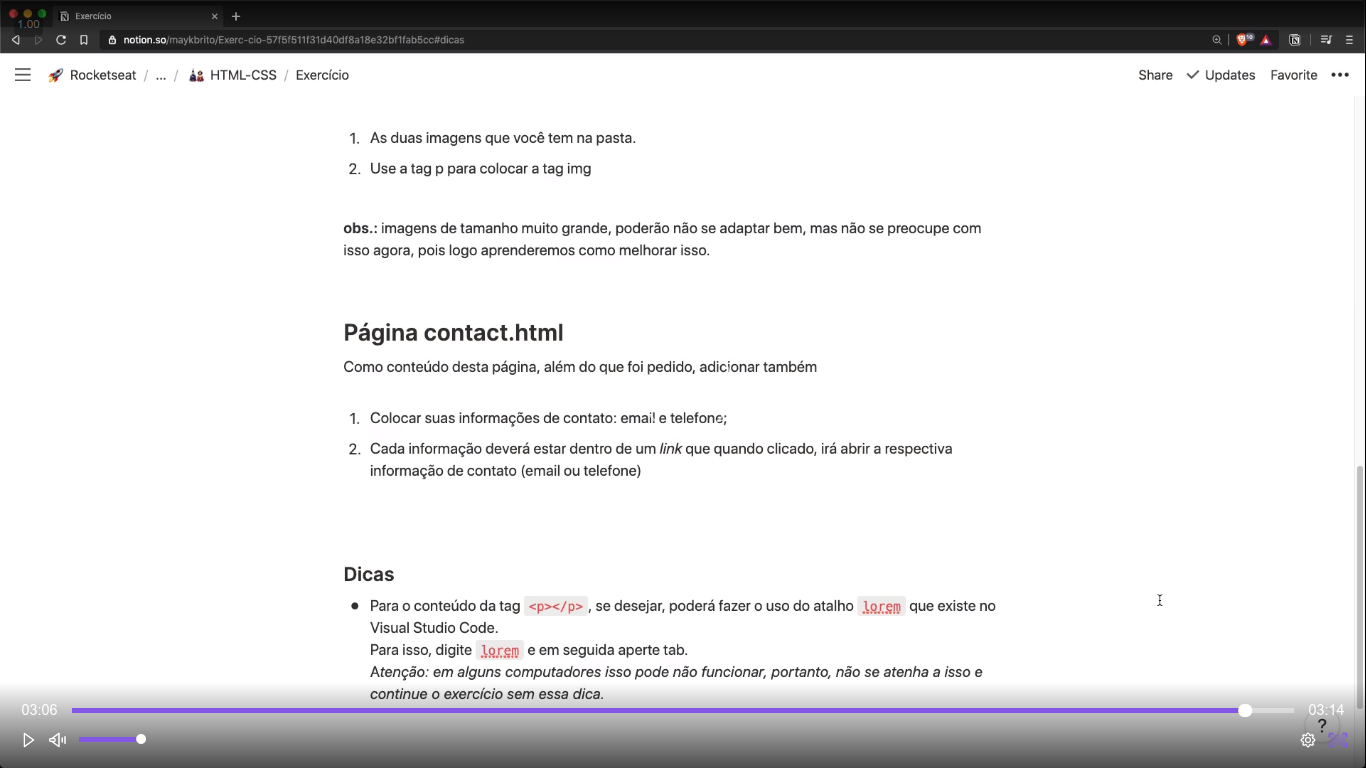 1.00
Exercício
notion.so/maykbrito/Exerc-cio-57f5f511f31d40df8a18e32bf1fab5cc#dicas
10
Rocketseat / ... / HTML-CSS / Exercício
Share Updates Favorite •••
1. As duas imagens que você tem na pasta.
2. Use a tag p para colocar a tag img
obs.: imagens de tamanho muito grande, poderão não se adaptar bem, mas não se preocupe com
isso agora, pois logo aprenderemos como melhorar isso.
Página contact.html
Como conteúdo desta página, além do que foi pedido, adicionar também
1. Colocar suas informações de contato: email e telefone;
2. Cada informação deverá estar dentro de um link que quando clicado, irá abrir a respectiva
informação de contato (email ou telefone)
Dicas
• Para o conteúdo da tag <p></p> , se desejar, poderá fazer o uso do atalho lorem que existe no
Visual Studio Code.
Para isso, digite lorem e em seguida aperte tab.
Atenção: em alguns computadores isso pode não funcionar, portanto, não se atenha a isso e
continue o exercício sem essa dica.
03:06
03:14
?